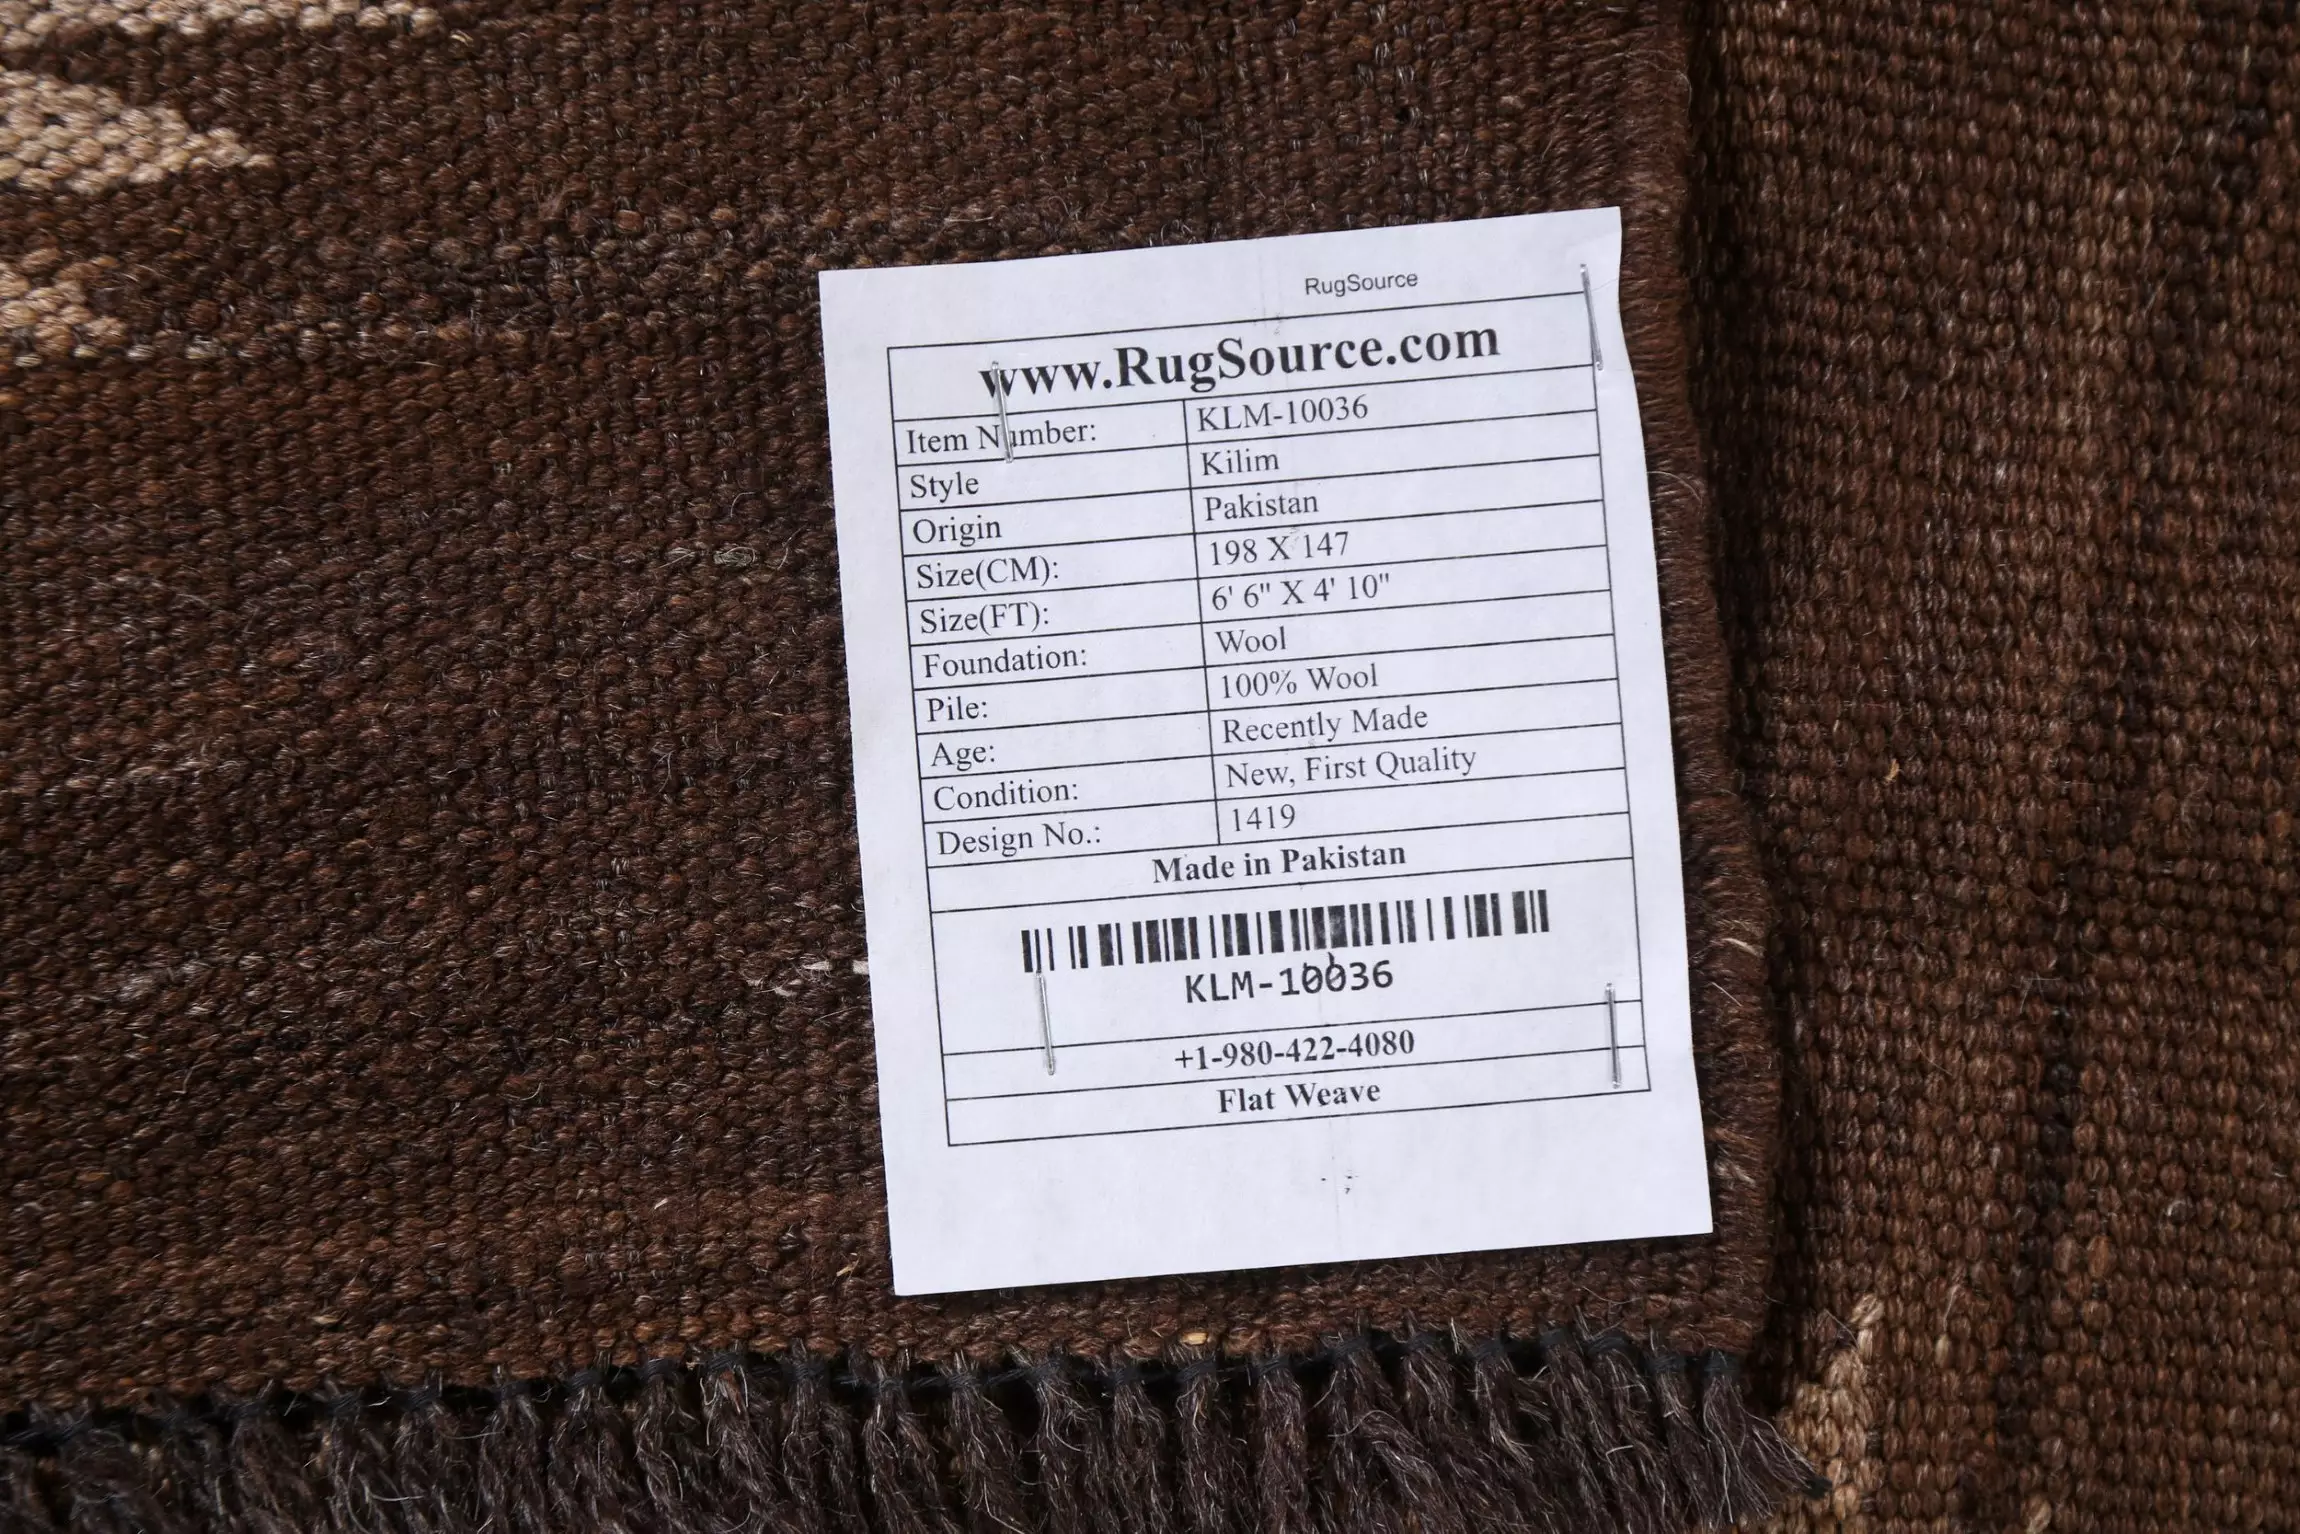 RugSource
www.RugSource.com
Item Number: KLM-10036
Style Kilim
Origin Pakistan
Size(CM): 198 X 147
Size(FT): 6' 6" X 4' 10"
Foundation: Wool
Pile: 100% Wool
Age: Recently Made
Condition: New, First Quality
Design No.: 1419
Made in Pakistan
KLM-10036
+1-980-422-4080
Flat Weave